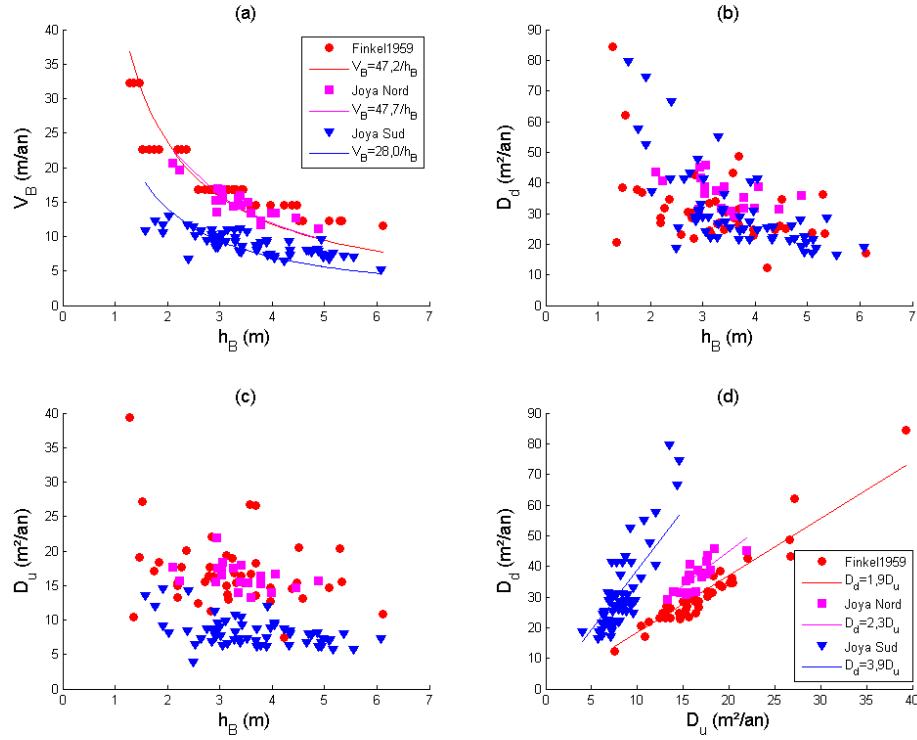 (a)
V_B (m/an)
40
35
30
25
20
15
10
5
0
0 1 2 3 4 5 6 7
h_B (m)
Finkel1959
V_B=47,2/h_B
Joya Nord
V_B=47,7/h_B
Joya Sud
V_B=28,0/h_B
(b)
D_d (m²/an)
90
80
70
60
50
40
30
20
10
0
0 1 2 3 4 5 6 7
h_B (m)
(c)
D_u (m²/an)
40
35
30
25
20
15
10
5
0
0 1 2 3 4 5 6 7
h_B (m)
(d)
D_d (m²/an)
90
80
70
60
50
40
30
20
10
0
0 5 10 15 20 25 30 35 40
D_u (m²/an)
Finkel1959
D_d=1,9D_u
Joya Nord
D_d=2,3D_u
Joya Sud
D_d=3,9D_u